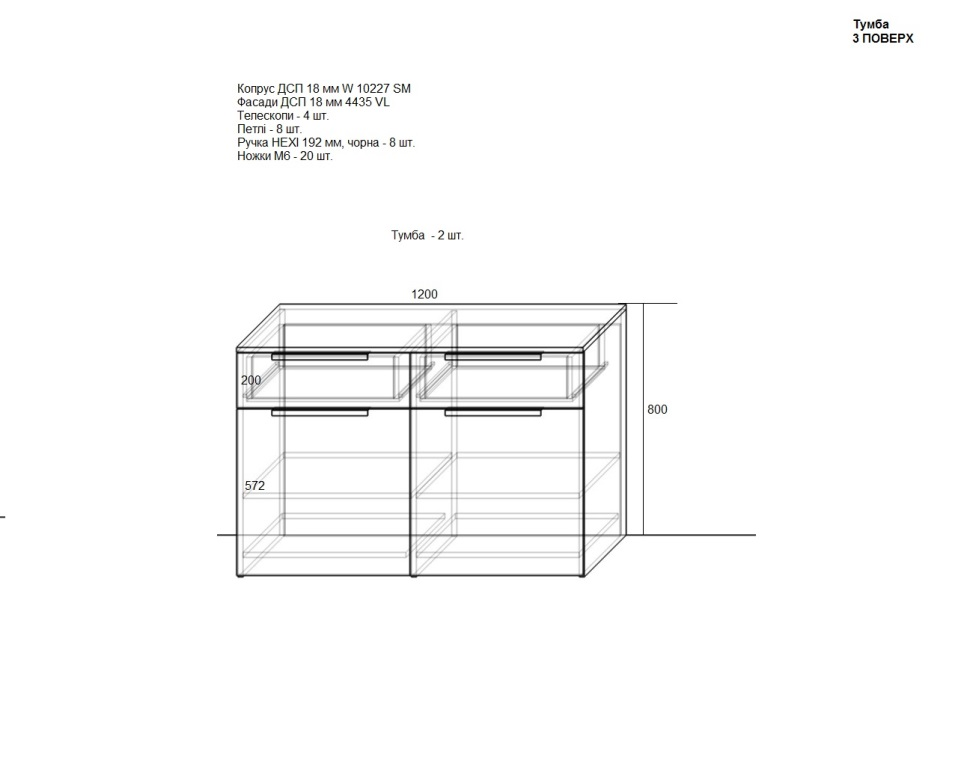 Тумба
3 ПОВЕРХ
Копрус ДСП 18 мм W 10227 SM
Фасади ДСП 18 мм 4435 VL
Телескопи - 4 шт.
Петлі - 8 шт.
Ручка HEXI 192 мм, чорна - 8 шт.
Ножки М6 - 20 шт.
Тумба - 2 шт.
1200
200
800
572